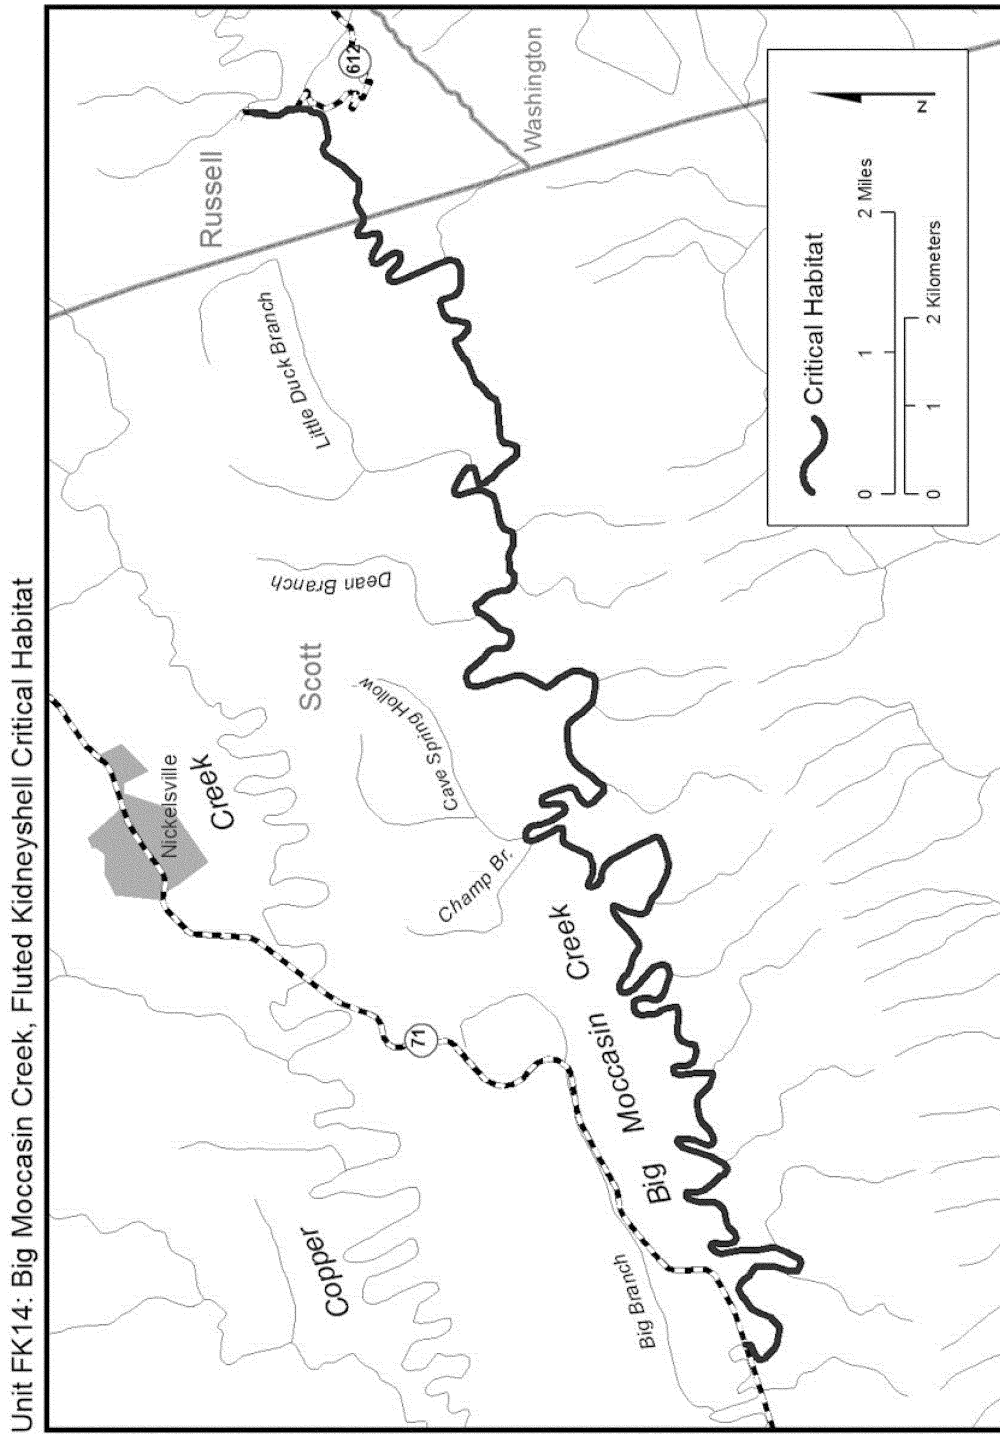 Unit FK14: Big Moccasin Creek, Fluted Kidneyshell Critical Habitat
Nickelsville
Copper
Creek
Scott
Russell
Washington
612
71
Little Duck Branch
Dean Branch
Cave Spring Hollow
Champ Br.
Big Moccasin Creek
Big Branch
Critical Habitat
0 1 2 Miles
0 1 2 Kilometers
N